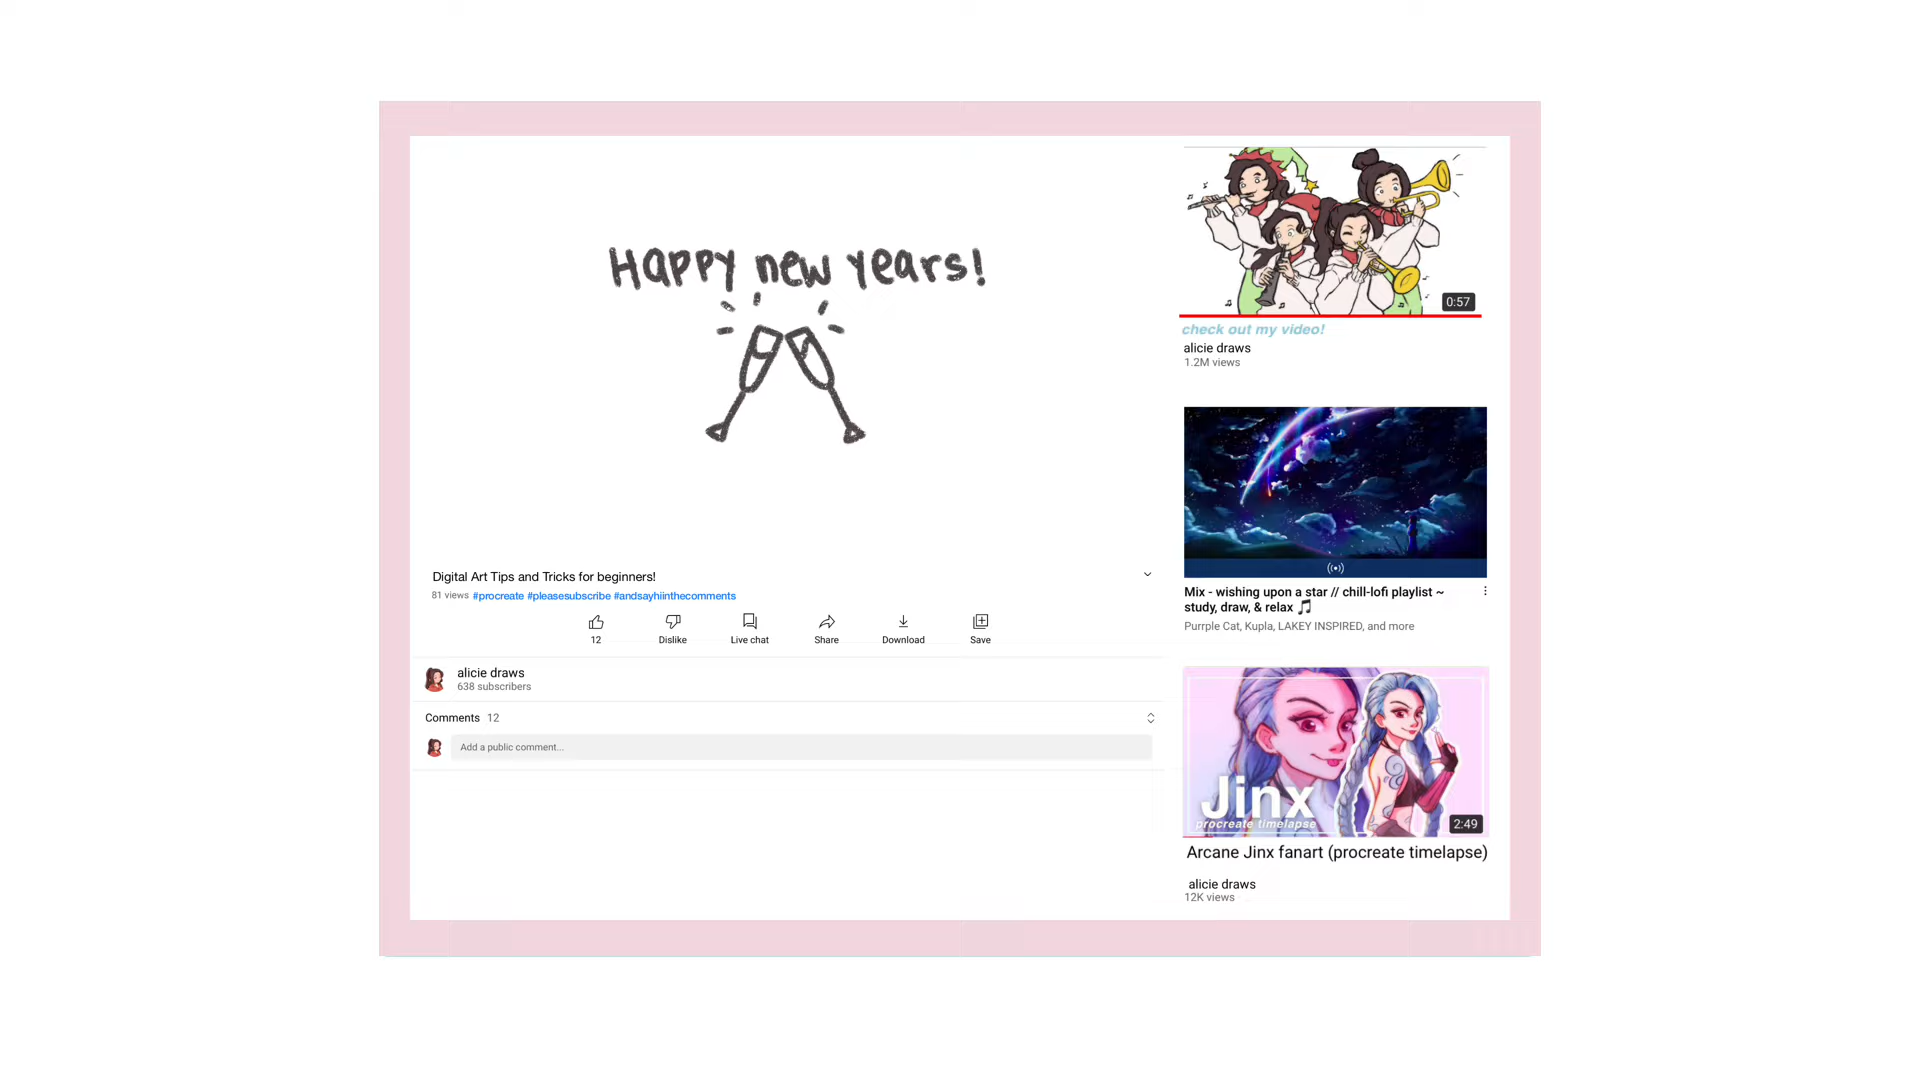 Happy new years!
Digital Art Tips and Tricks for beginners!
81 views #procreate #pleasesubscribe #andsayhiinthecomments
12
Dislike
Live chat
Share
Download
Save
alicie draws
638 subscribers
Comments 12
Add a public comment...
0:57
check out my video!
alicie draws
1.2M views
Mix - wishing upon a star // chill-lofi playlist ~
study, draw, & relax 🎵
Purrple Cat, Kupla, LAKEY INSPIRED, and more
Jinx
procreate timelapse
2:49
Arcane Jinx fanart (procreate timelapse)
alicie draws
12K views